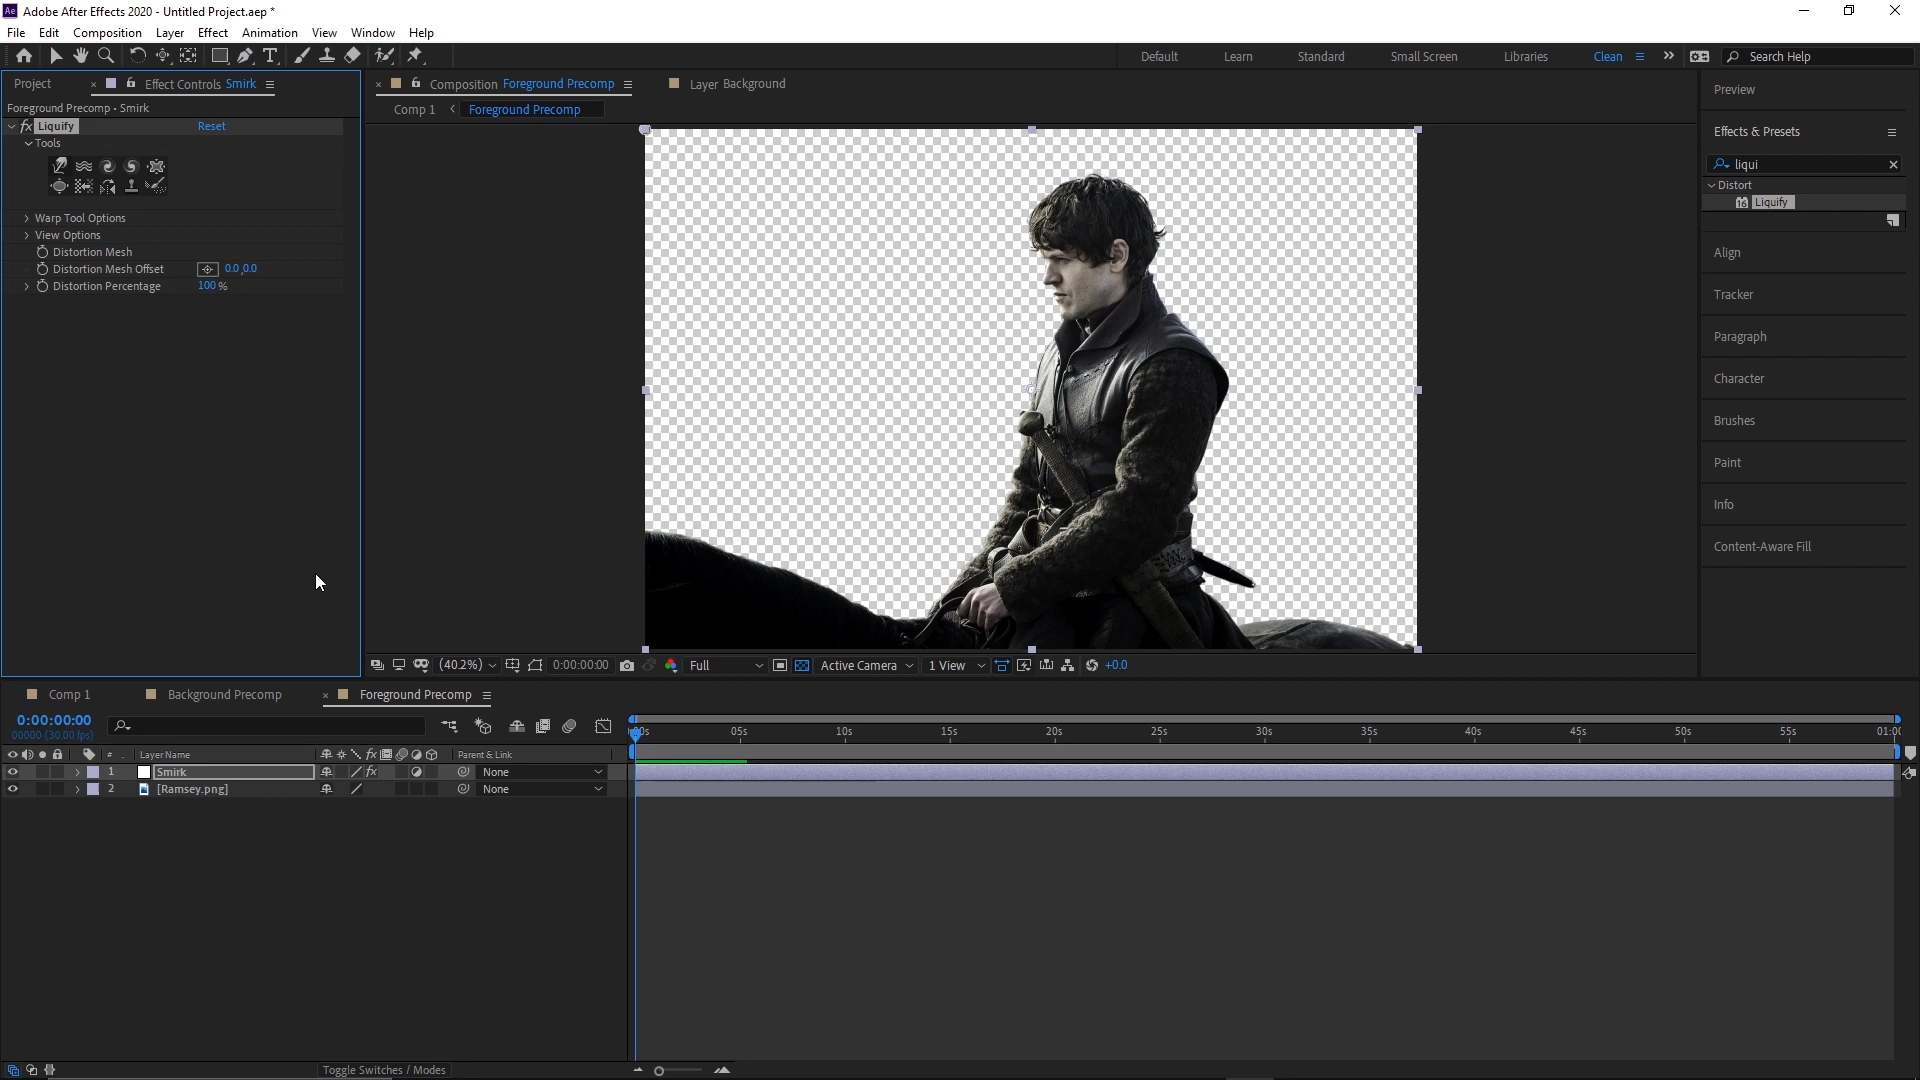 Adobe After Effects 2020 - Untitled Project.aep *
File Edit Composition Layer Effect Animation View Window Help
Default Learn Standard Small Screen Libraries Clean Search Help
Project Effect Controls Smirk
Composition Foreground Precomp Layer Background
Preview
Foreground Precomp • Smirk
Comp 1 Foreground Precomp
fx Liquify Reset
Effects & Presets
Tools
liqui
Distort
Liquify
Warp Tool Options
View Options
Distortion Mesh
Distortion Mesh Offset 0.0,0.0
Distortion Percentage 100 %
Align
Tracker
Paragraph
Character
Brushes
Paint
Info
Content-Aware Fill
(40.2%) 0:00:00:00 Full Active Camera 1 View +0.0
Comp 1 Background Precomp Foreground Precomp
0:00:00:00
00000 (30.00 fps)
05s 10s 15s 20s 25s 30s 35s 40s 45s 50s 55s
# Layer Name Parent & Link
1 Smirk None
2 [Ramsey.png] None
Toggle Switches / Modes